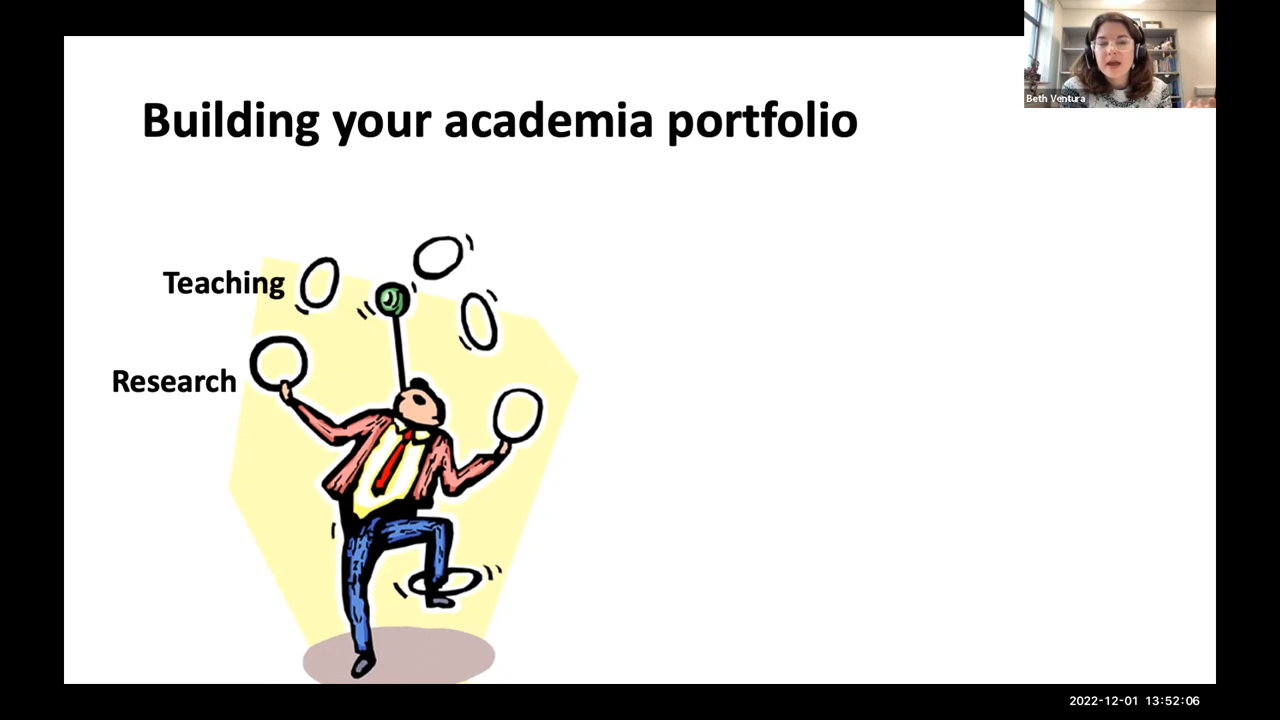 Beth Ventura
Building your academia portfolio
Teaching
Research
2022-12-01 13:52:06